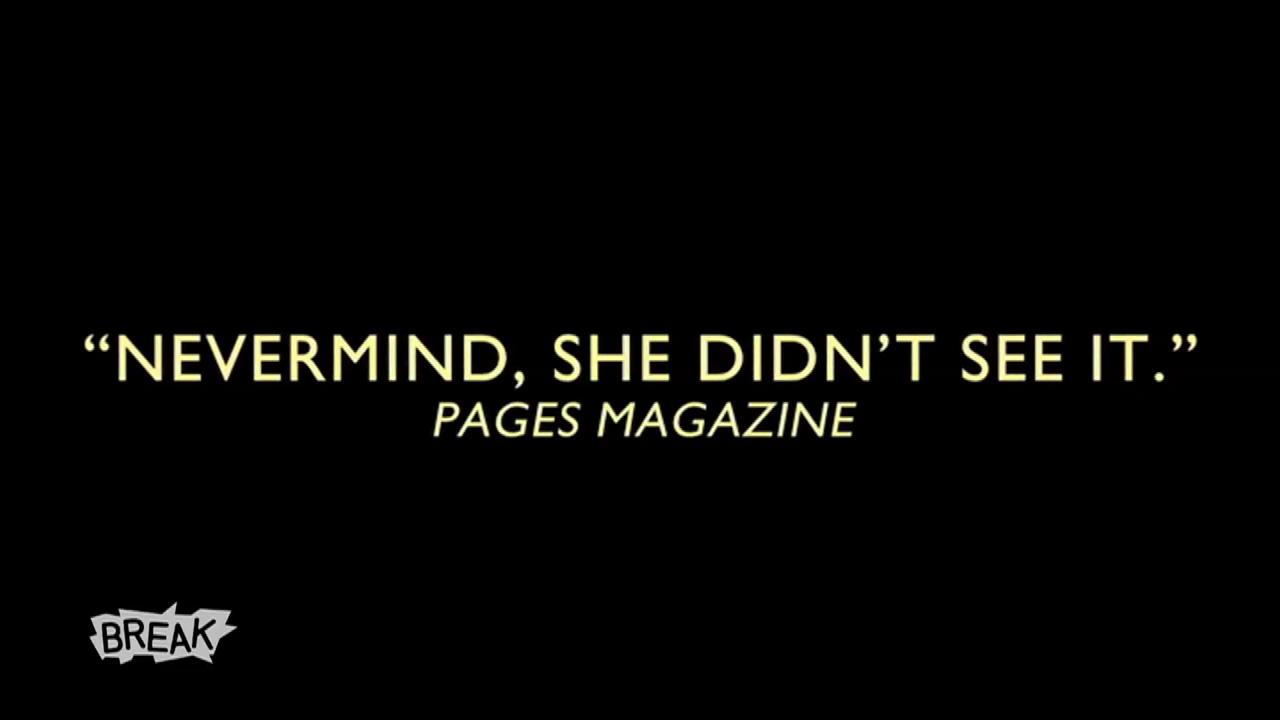 “NEVERMIND, SHE DIDN’T SEE IT.”
PAGES MAGAZINE
BREAK